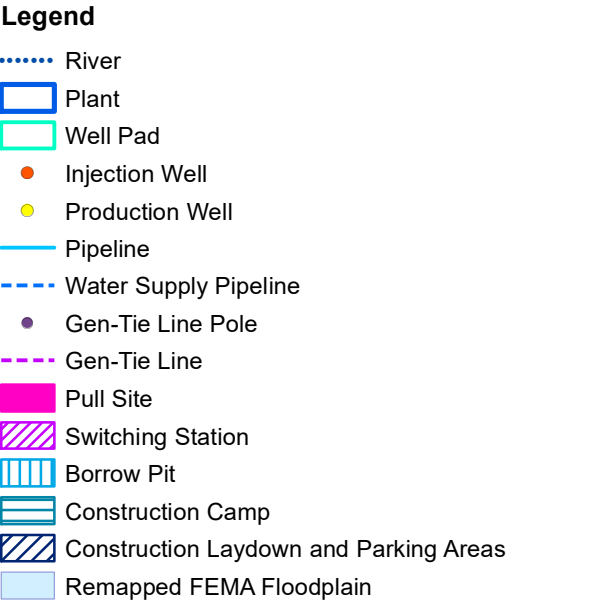 Legend
River
Plant
Well Pad
Injection Well
Production Well
Pipeline
Water Supply Pipeline
Gen-Tie Line Pole
Gen-Tie Line
Pull Site
Switching Station
Borrow Pit
Construction Camp
Construction Laydown and Parking Areas
Remapped FEMA Floodplain